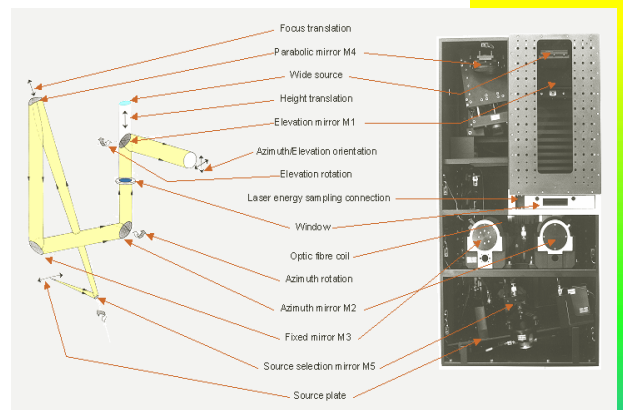 Focus translation
Parabolic mirror M4
Wide source
Height translation
Elevation mirror M1
Azimuth/Elevation orientation
Elevation rotation
Laser energy sampling connection
Window
Optic fibre coil
Azimuth rotation
Azimuth mirror M2
Fixed mirror M3
Source selection mirror M5
Source plate